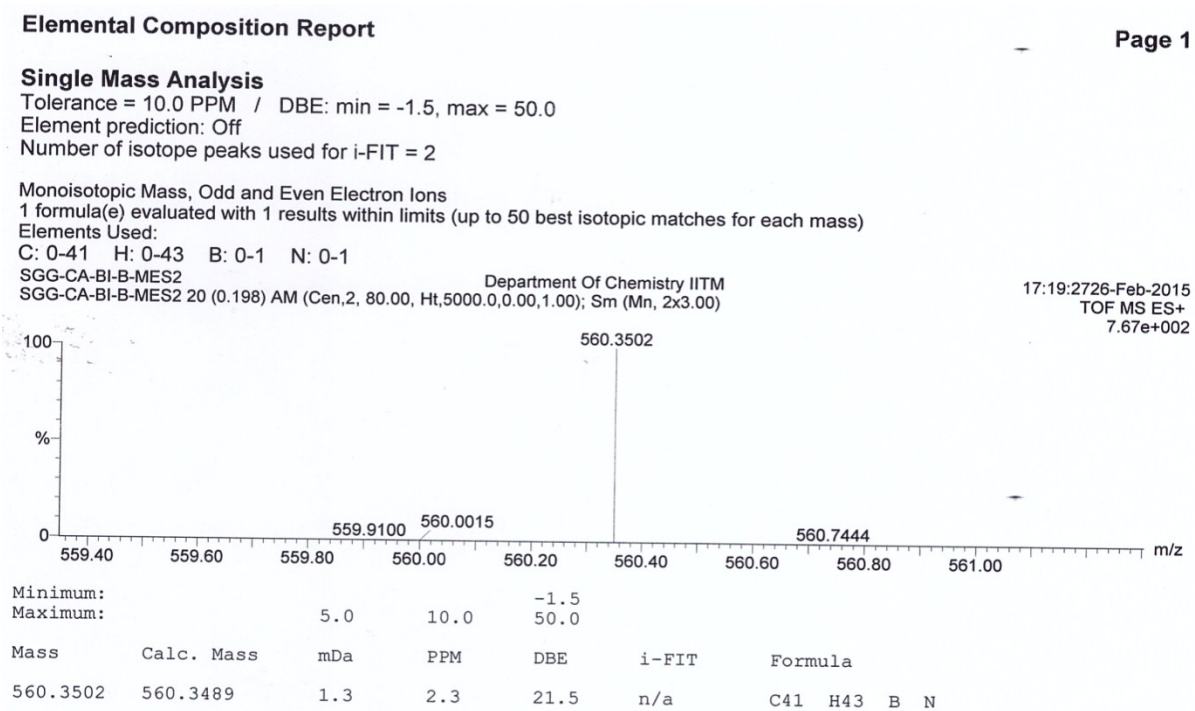 Elemental Composition Report
Page 1
Single Mass Analysis
Tolerance = 10.0 PPM / DBE: min = -1.5, max = 50.0
Element prediction: Off
Number of isotope peaks used for i-FIT = 2
Monoisotopic Mass, Odd and Even Electron Ions
1 formula(e) evaluated with 1 results within limits (up to 50 best isotopic matches for each mass)
Elements Used:
C: 0-41 H: 0-43 B: 0-1 N: 0-1
SGG-CA-BI-B-MES2 Department Of Chemistry IITM 17:19:2726-Feb-2015
SGG-CA-BI-B-MES2 20 (0.198) AM (Cen,2, 80.00, Ht,5000.0,0.00,1.00); Sm (Mn, 2x3.00) TOF MS ES+
7.67e+002
100
560.3502
%
559.9100 560.0015 560.7444
0
559.40 559.60 559.80 560.00 560.20 560.40 560.60 560.80 561.00 m/z
Minimum: -1.5
Maximum: 5.0 10.0 50.0
Mass Calc. Mass mDa PPM DBE i-FIT Formula
560.3502 560.3489 1.3 2.3 21.5 n/a C41 H43 B N